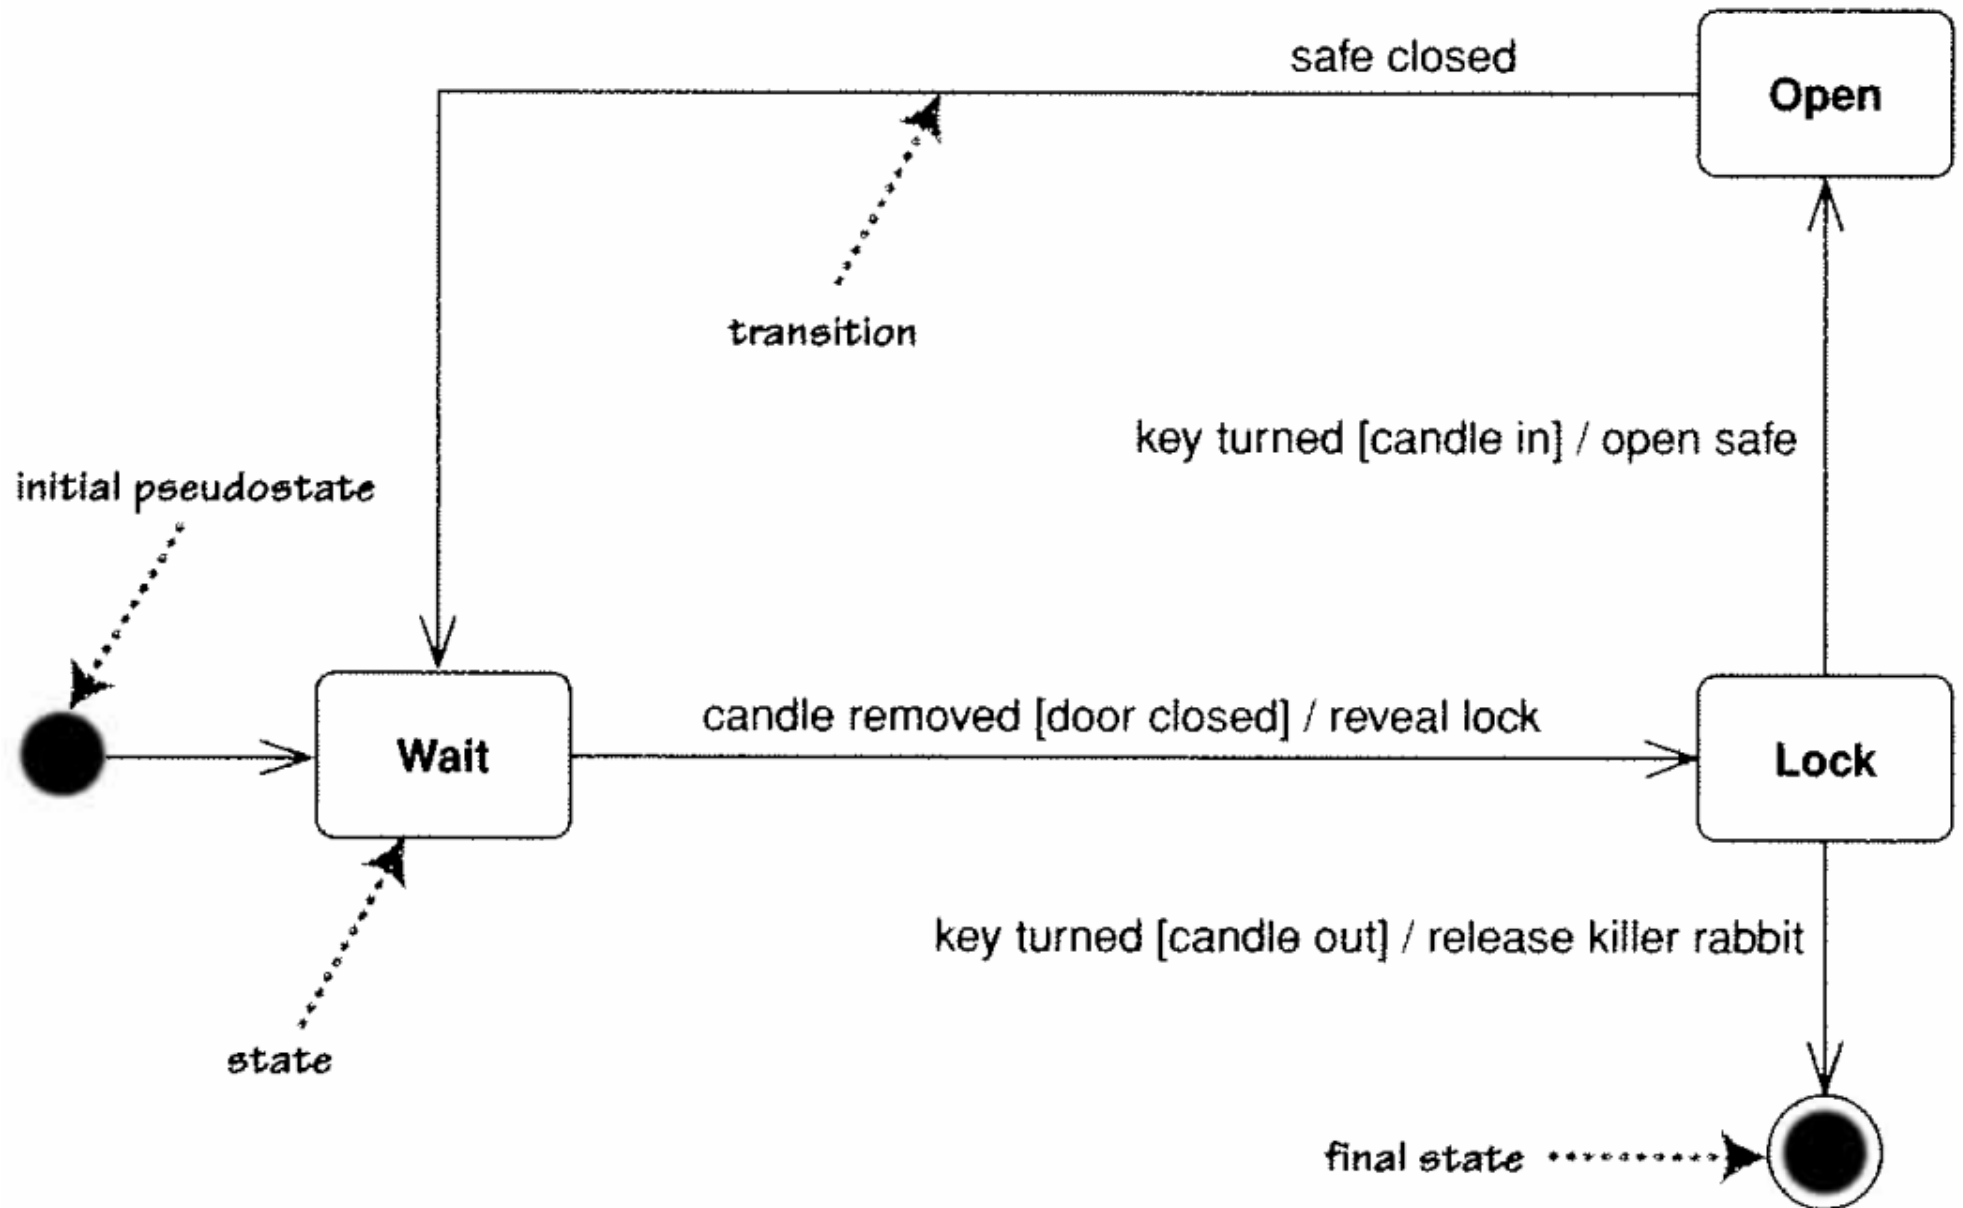 safe closed
Open
transition
key turned [candle in] / open safe
initial pseudostate
candle removed [door closed] / reveal lock
Wait
Lock
key turned [candle out] / release killer rabbit
state
final state